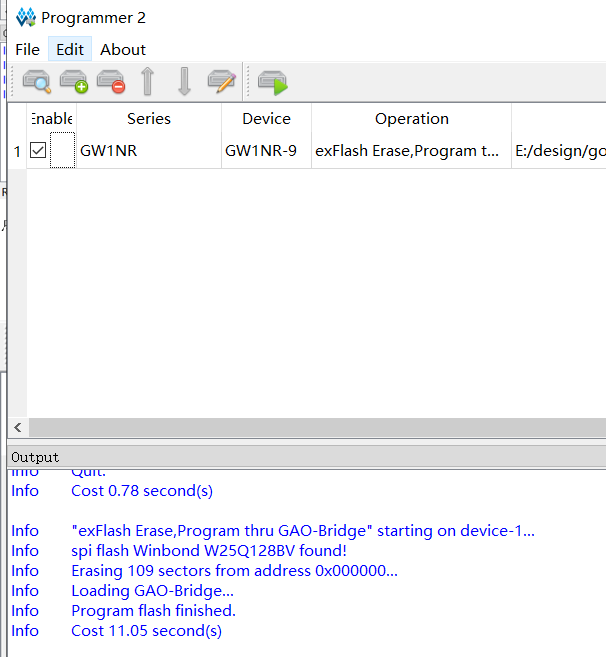 Programmer 2
File Edit About
Enable Series Device Operation
1 GW1NR GW1NR-9 exFlash Erase,Program t... E:/design/go
Output
Info Quit.
Info Cost 0.78 second(s)
Info "exFlash Erase,Program thru GAO-Bridge" starting on device-1...
Info spi flash Winbond W25Q128BV found!
Info Erasing 109 sectors from address 0x000000...
Info Loading GAO-Bridge...
Info Program flash finished.
Info Cost 11.05 second(s)